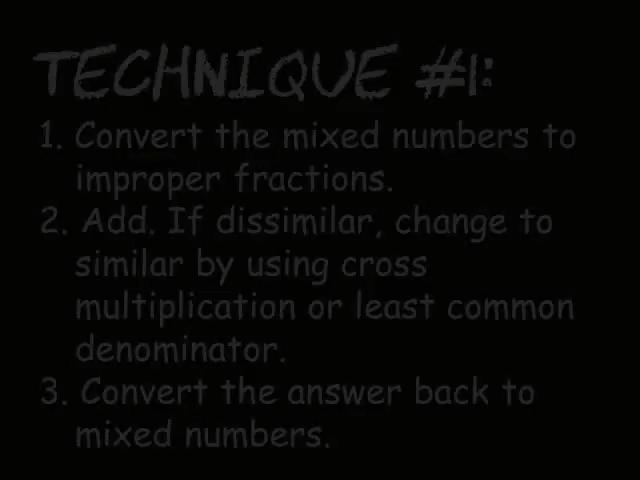 TECHNIQUE #1:
1. Convert the mixed numbers to
improper fractions.
2. Add. If dissimilar, change to
similar by using cross
multiplication or least common
denominator.
3. Convert the answer back to
mixed numbers.